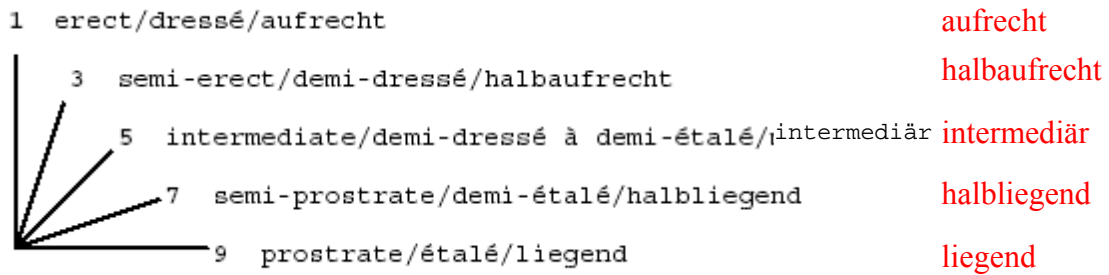 1 erect/dressé/aufrecht aufrecht
3 semi-erect/demi-dressé/halbaufrecht halbaufrecht
5 intermediate/demi-dressé à demi-étalé/intermediär intermediär
7 semi-prostrate/demi-étalé/halbliegend halbliegend
9 prostrate/étalé/liegend liegend